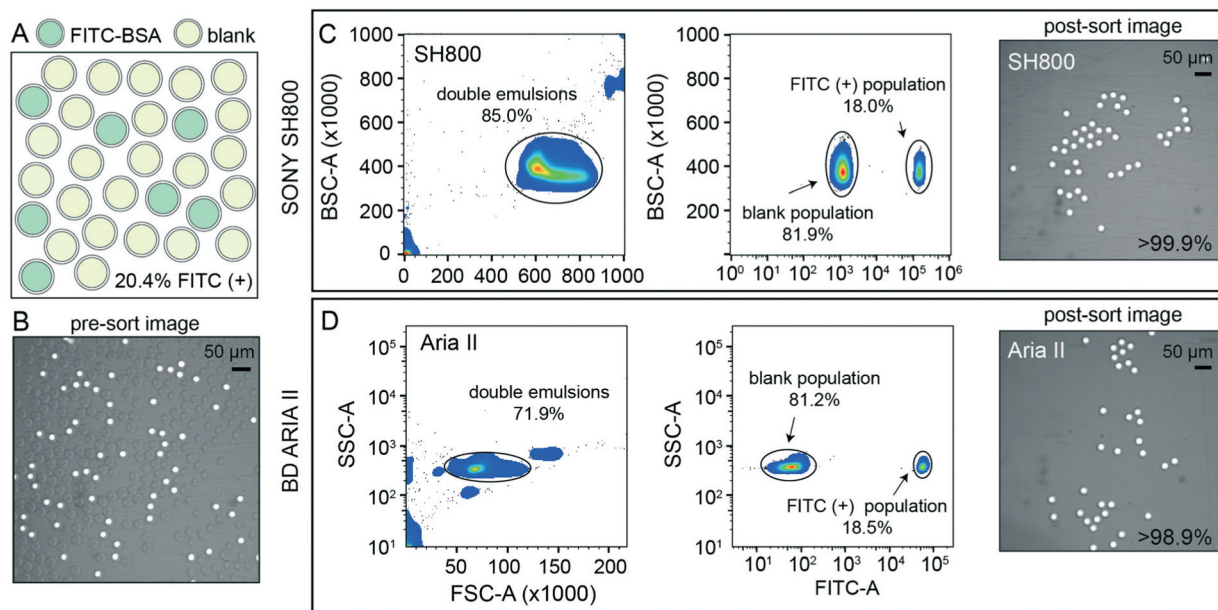 A
FITC-BSA
blank
20.4% FITC (+)
B
pre-sort image
50 µm
SONY SH800
C
SH800
double emulsions
85.0%
BSC-A (x1000)
1000
800
600
400
200
0
0 200 400 600 800 1000
FITC (+) population
18.0%
blank population
81.9%
BSC-A (x1000)
1000
800
600
400
200
0
10⁰ 10¹ 10² 10³ 10⁴ 10⁵ 10⁶
post-sort image
SH800
50 µm
>99.9%
BD ARIA II
D
Aria II
double emulsions
71.9%
SSC-A
10⁵
10⁴
10³
10²
10¹
50 100 150 200
FSC-A (x1000)
blank population
81.2%
FITC (+) population
18.5%
SSC-A
10⁵
10⁴
10³
10²
10¹
10¹ 10² 10³ 10⁴ 10⁵
FITC-A
post-sort image
Aria II
50 µm
>98.9%